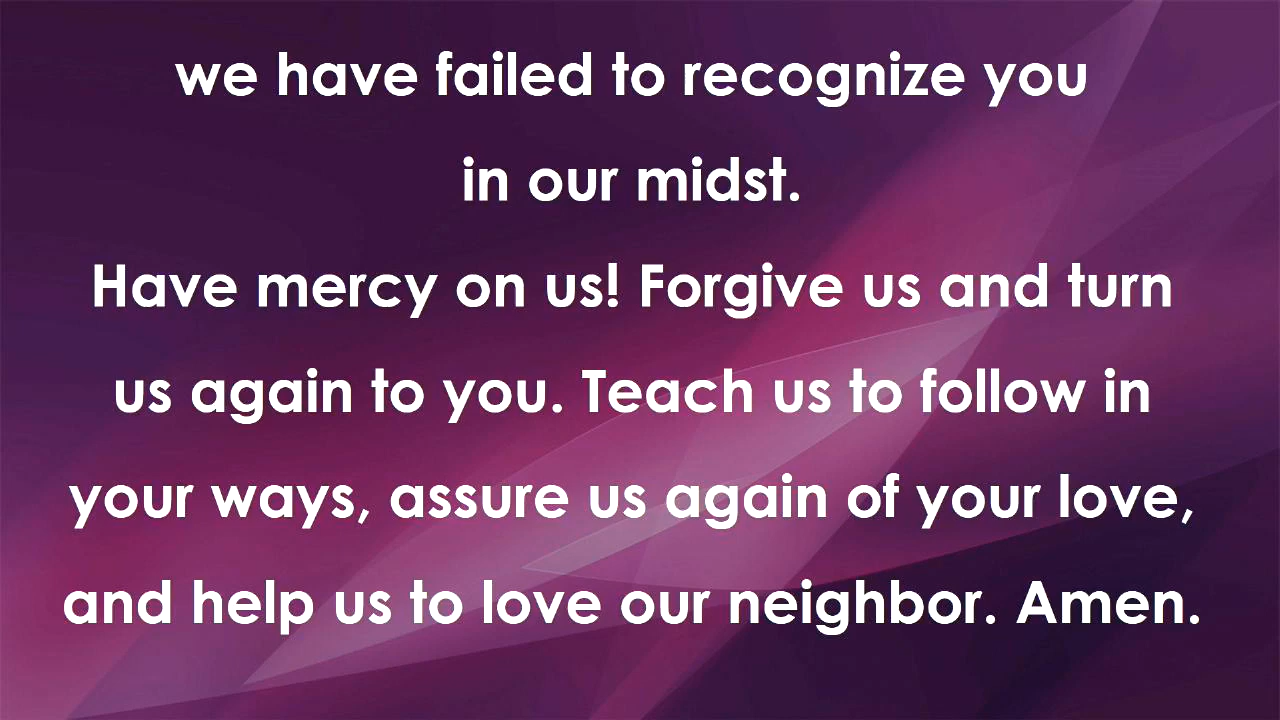 we have failed to recognize you
in our midst.
Have mercy on us! Forgive us and turn
us again to you. Teach us to follow in
your ways, assure us again of your love,
and help us to love our neighbor. Amen.